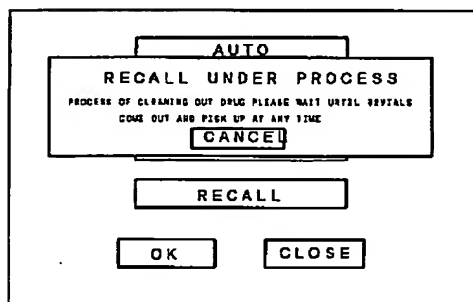 AUTO
RECALL UNDER PROCESS
PROCESS OF CLEANING OUT DRUG PLEASE WAIT UNTIL
COME OUT AND PICK UP AT ANY TIME
CANCEL
RECALL
OK CLOSE